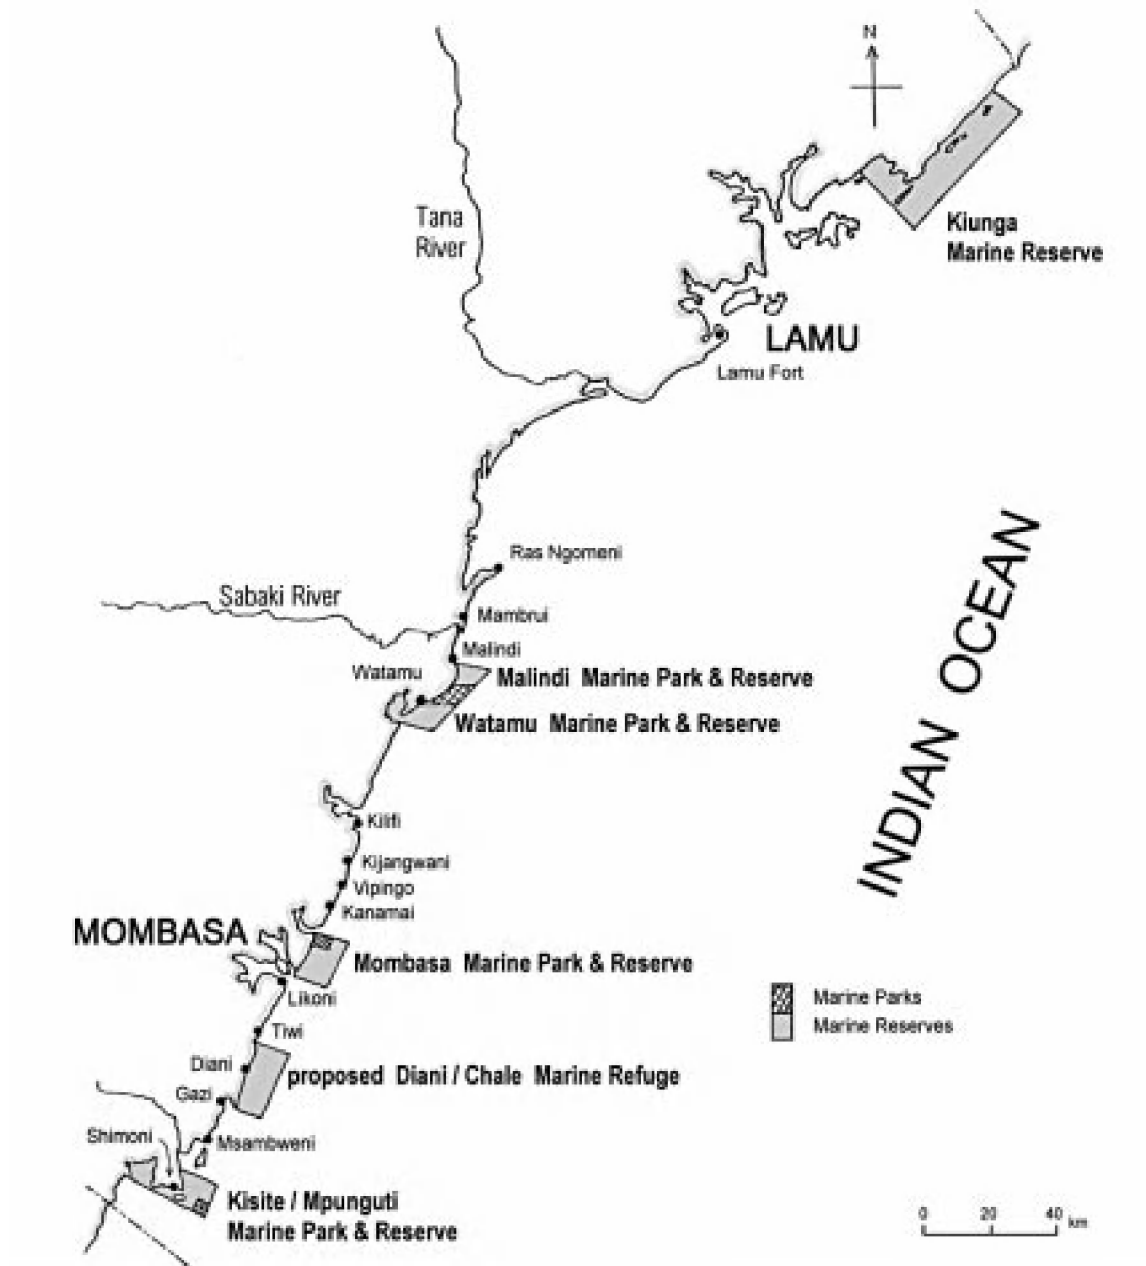 N
Tana
River
Kiunga
Marine Reserve
LAMU
Lamu Fort
INDIAN OCEAN
Ras Ngomeni
Sabaki River
Mambrui
Malindi
Watamu
Malindi Marine Park & Reserve
Watamu Marine Park & Reserve
Kilifi
Kijangwani
Vipingo
Kanamai
MOMBASA
Mombasa Marine Park & Reserve
Likoni
Marine Parks
Marine Reserves
Tiwi
Diani
proposed Diani / Chale Marine Refuge
Gazi
Shimoni
Msambweni
Kisite / Mpunguti
Marine Park & Reserve
0 20 40 km